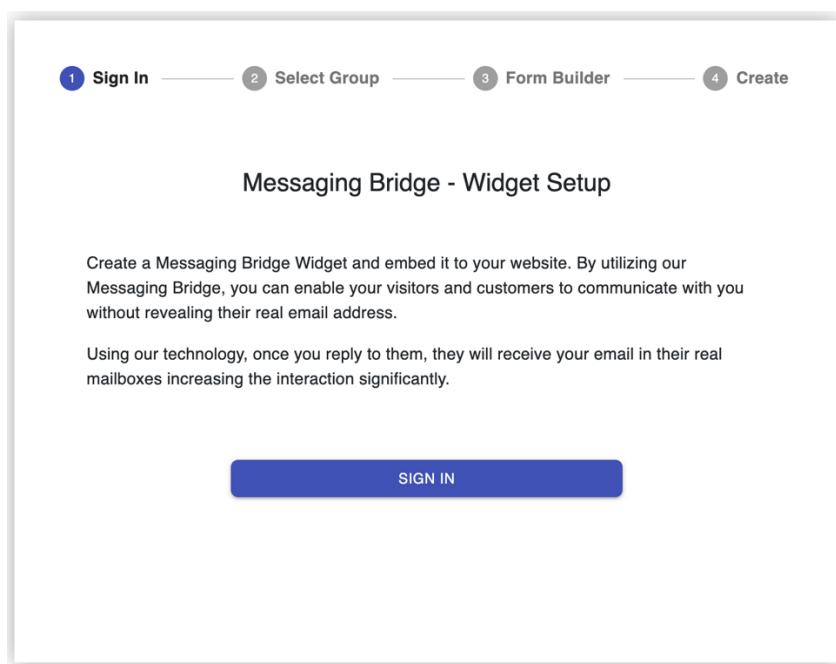 1 Sign In 2 Select Group 3 Form Builder 4 Create
Messaging Bridge - Widget Setup
Create a Messaging Bridge Widget and embed it to your website. By utilizing our
Messaging Bridge, you can enable your visitors and customers to communicate with you
without revealing their real email address.
Using our technology, once you reply to them, they will receive your email in their real
mailboxes increasing the interaction significantly.
SIGN IN